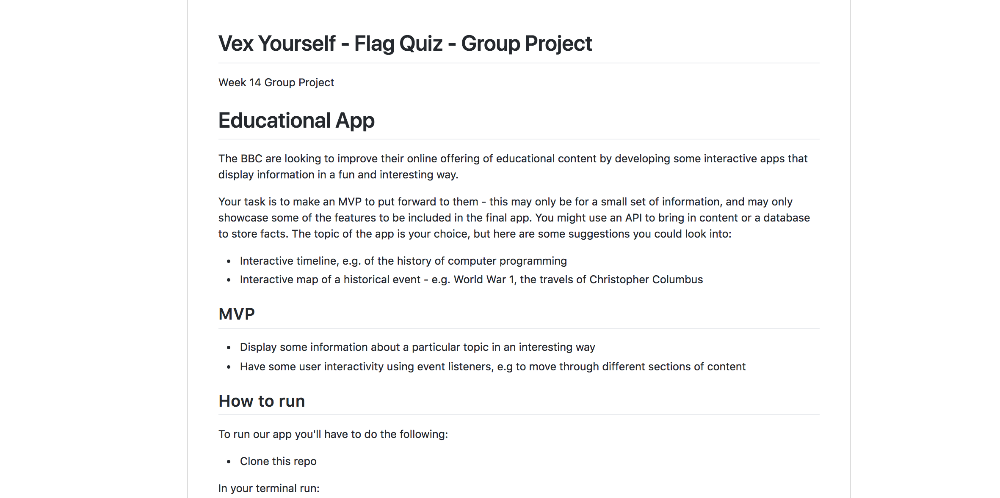 Vex Yourself - Flag Quiz - Group Project
Week 14 Group Project
Educational App
The BBC are looking to improve their online offering of educational content by developing some interactive apps that
display information in a fun and interesting way.
Your task is to make an MVP to put forward to them - this may only be for a small set of information, and may only
showcase some of the features to be included in the final app. You might use an API to bring in content or a database
to store facts. The topic of the app is your choice, but here are some suggestions you could look into:
• Interactive timeline, e.g. of the history of computer programming
• Interactive map of a historical event - e.g. World War 1, the travels of Christopher Columbus
MVP
• Display some information about a particular topic in an interesting way
• Have some user interactivity using event listeners, e.g to move through different sections of content
How to run
To run our app you'll have to do the following:
• Clone this repo
In your terminal run: